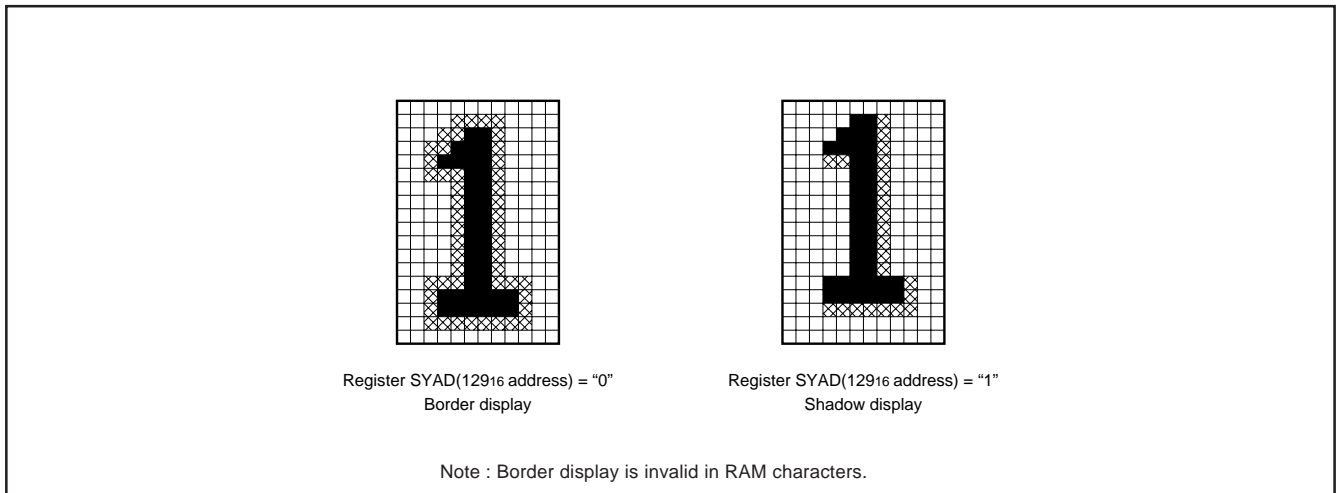 Register SYAD(12916 address) = “0”
Border display
Register SYAD(12916 address) = “1”
Shadow display
Note : Border display is invalid in RAM characters.